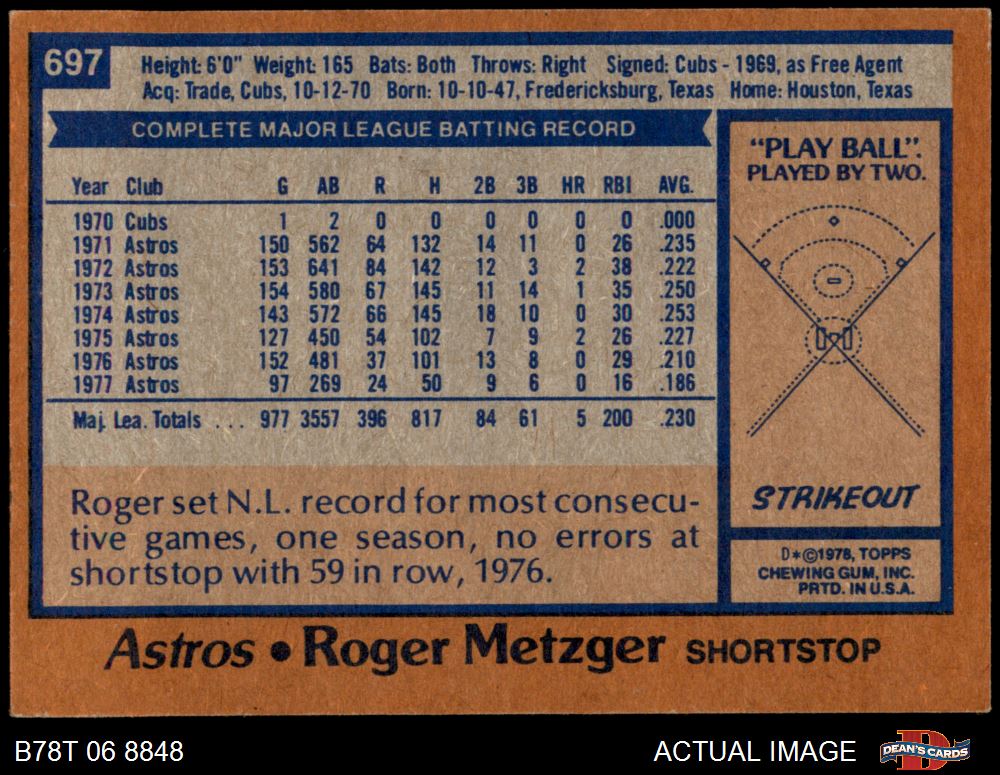 697
Height: 6'0" Weight: 165 Bats: Both Throws: Right Signed: Cubs - 1969, as Free Agent
Acq: Trade, Cubs, 10-12-70 Born: 10-10-47, Fredericksburg, Texas Home: Houston, Texas
COMPLETE MAJOR LEAGUE BATTING RECORD
Year Club G AB R H 2B 3B HR RBI AVG.
1970 Cubs 1 2 0 0 0 0 0 0 .000
1971 Astros 150 562 64 132 14 11 0 26 .235
1972 Astros 153 641 84 142 12 3 2 38 .222
1973 Astros 154 580 67 145 11 14 1 35 .250
1974 Astros 143 572 66 145 18 10 0 30 .253
1975 Astros 127 450 54 102 7 9 2 26 .227
1976 Astros 152 481 37 101 13 8 0 29 .210
1977 Astros 97 269 24 50 9 6 0 16 .186
Maj. Lea. Totals ... 977 3557 396 817 84 61 5 200 .230
Roger set N.L. record for most consecu-
tive games, one season, no errors at
shortstop with 59 in row, 1976.
"PLAY BALL".
PLAYED BY TWO.
STRIKEOUT
D*©1978, TOPPS
CHEWING GUM, INC.
PRTD. IN U.S.A.
Astros • Roger Metzger SHORTSTOP
B78T 06 8848
ACTUAL IMAGE
D
DEAN'S CARDS